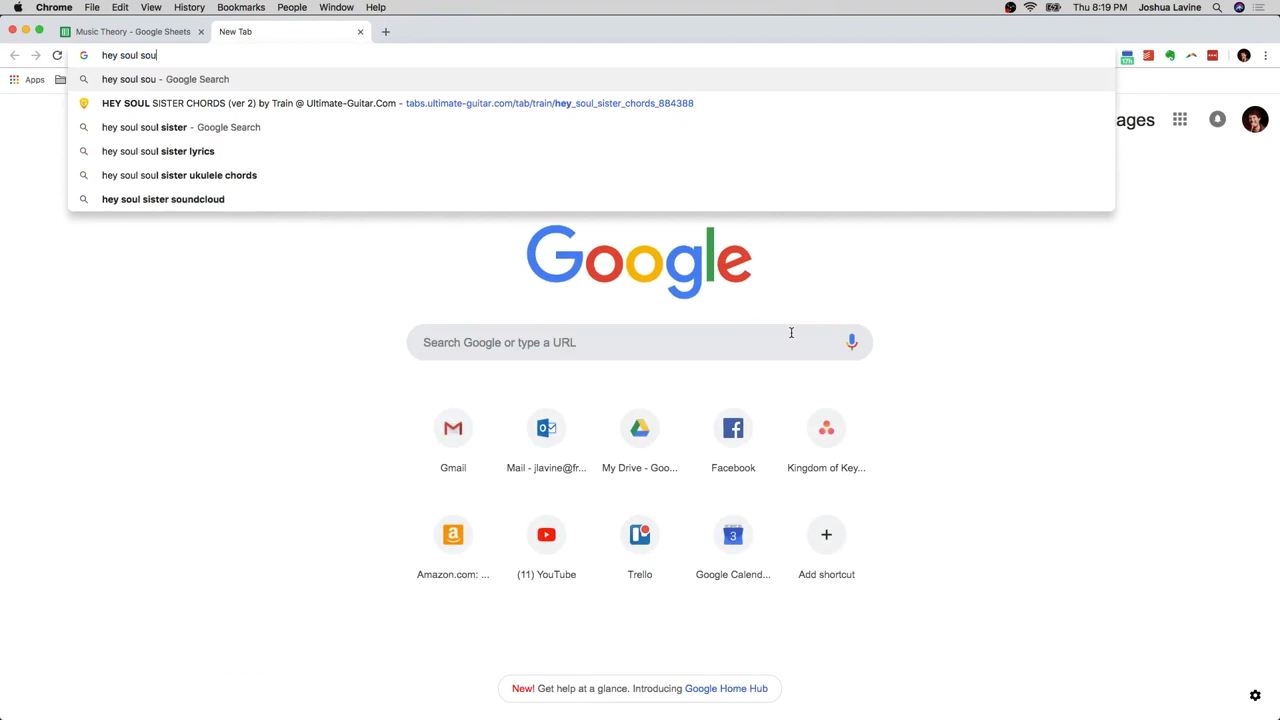 Chrome File Edit View History Bookmarks People Window Help Thu 8:19 PM Joshua Lavine
Music Theory - Google Sheets New Tab
hey soul sou 17h
Apps hey soul sou - Google Search
HEY SOUL SISTER CHORDS (ver 2) by Train @ Ultimate-Guitar.Com - tabs.ultimate-guitar.com/tab/train/hey_soul_sister_chords_884388
ages
hey soul soul sister - Google Search
hey soul soul sister lyrics
hey soul soul sister ukulele chords
hey soul sister soundcloud
Google
Search Google or type a URL
Gmail Mail - jlavine@fr... My Drive - Goo... Facebook Kingdom of Key...
3
Amazon.com: ... (11) YouTube Trello Google Calend... Add shortcut
New! Get help at a glance. Introducing Google Home Hub